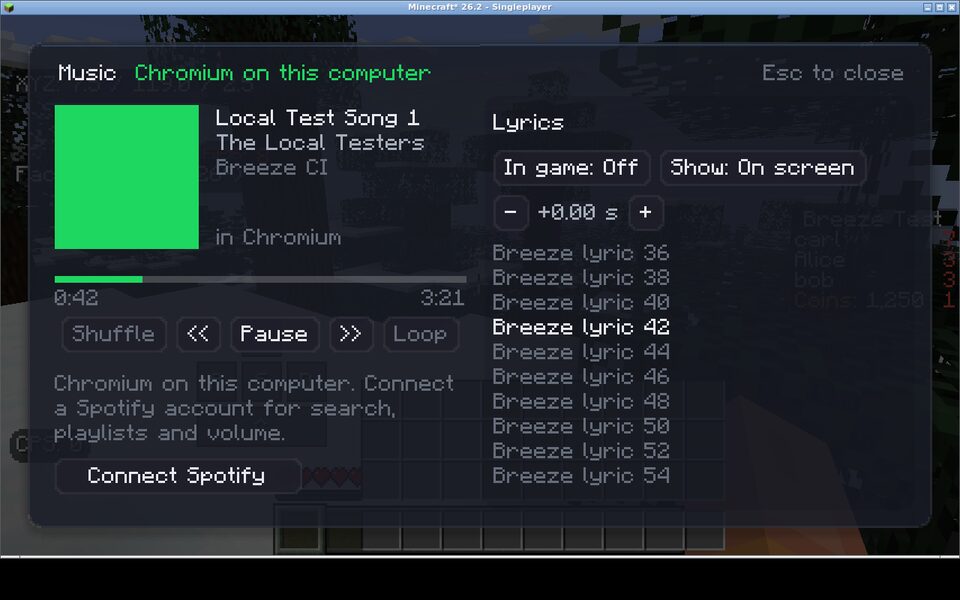 Minecraft* 26.2 - Singleplayer
Music Chromium on this computer
Esc to close
Local Test Song 1
The Local Testers
Breeze CI
in Chromium
0:42
3:21
Shuffle << Pause >> Loop
Chromium on this computer. Connect
a Spotify account for search,
playlists and volume.
Connect Spotify
Lyrics
In game: Off
Show: On screen
- +0.00 s +
Breeze lyric 36
Breeze lyric 38
Breeze lyric 40
Breeze lyric 42
Breeze lyric 44
Breeze lyric 46
Breeze lyric 48
Breeze lyric 50
Breeze lyric 52
Breeze lyric 54
Breeze Test
carl
Alice
bob
Coins: 1,250 1